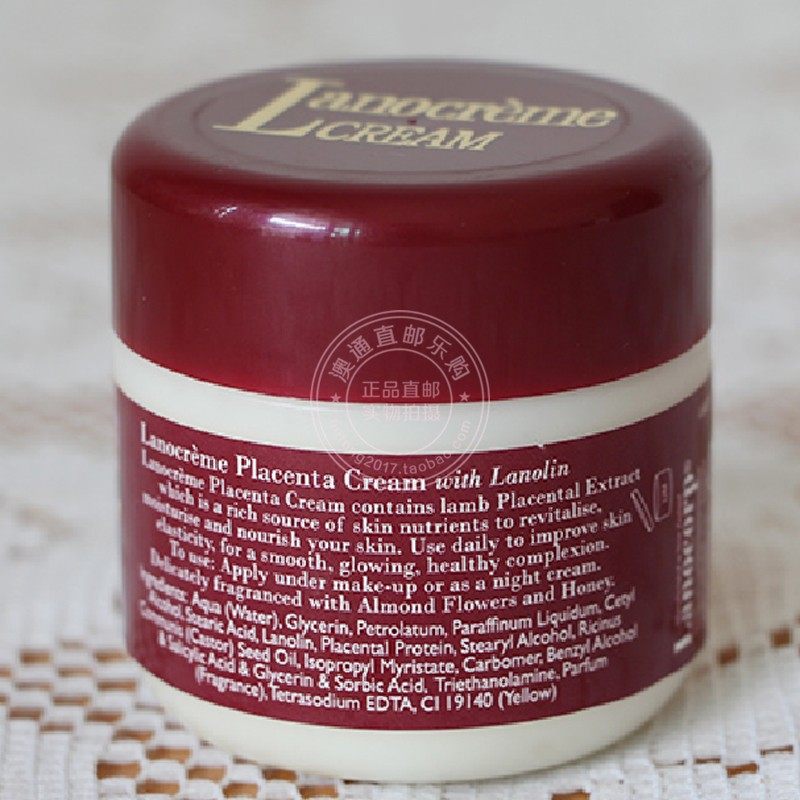 Lanocrème
CREAM
澳通直邮乐购
正品直邮
实物拍摄
Lanocrème Placenta Cream with Lanolin
Lanocrème Placenta Cream contains lamb Placental Extract
which is a rich source of skin nutrients to revitalise,
moisturise and nourish your skin. Use daily to improve skin
elasticity, for a smooth, glowing, healthy complexion.
To use: Apply under make-up or as a night cream.
Delicately fragranced with Almond Flowers and Honey.
Ingredients: Aqua (Water), Glycerin, Petrolatum, Paraffinum Liquidum, Cetyl
Alcohol, Stearic Acid, Lanolin, Placental Protein, Stearyl Alcohol, Ricinus
Communis (Castor) Seed Oil, Isopropyl Myristate, Carbomer, Benzyl Alcohol
& Salicylic Acid & Glycerin & Sorbic Acid, Triethanolamine, Parfum
(Fragrance), Tetrasodium EDTA, CI 19140 (Yellow)
Lanocorp